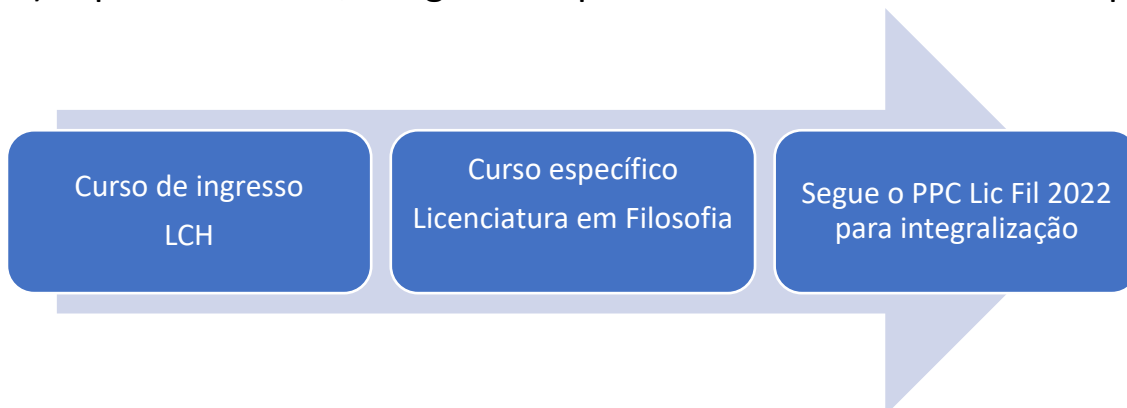 Curso de ingresso
LCH
Curso específico
Licenciatura em Filosofia
Segue o PPC Lic Fil 2022
para integralização